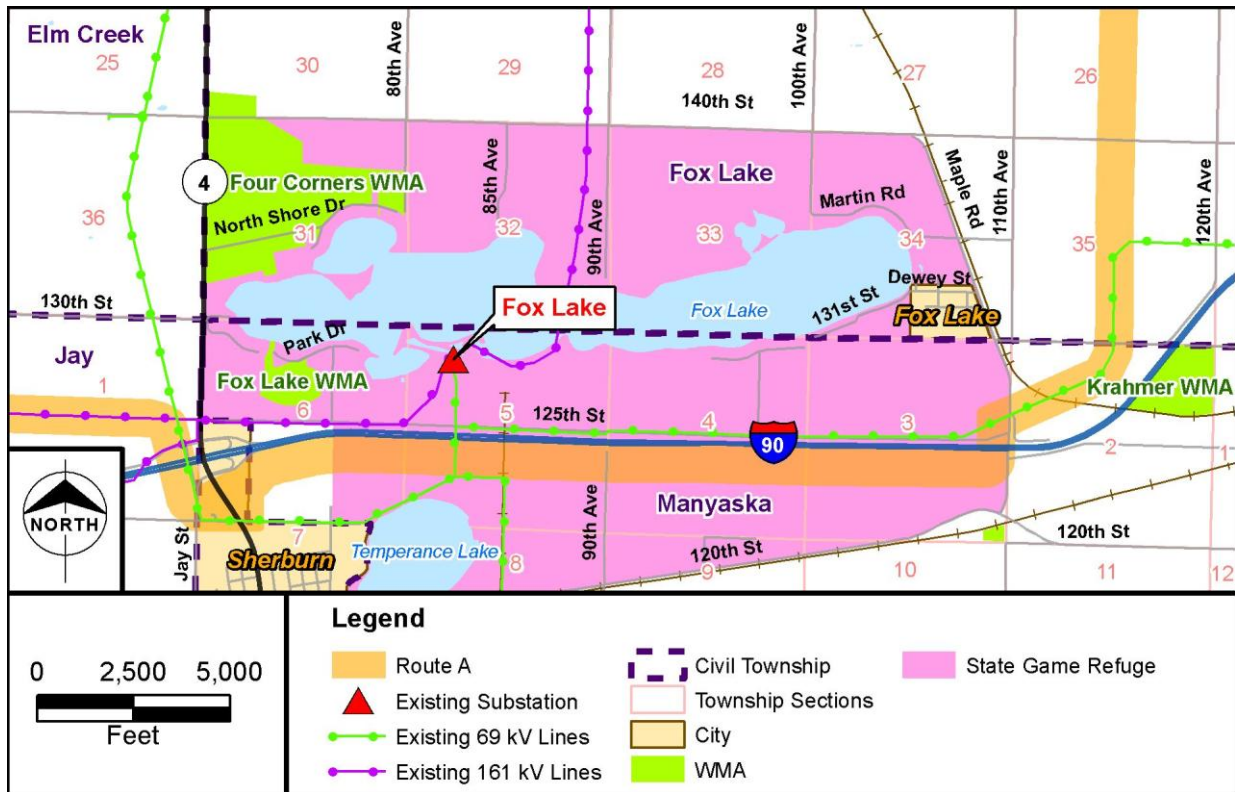 Elm Creek
25
30
80th Ave
29
28
100th Ave
27
26
140th St
4
Four Corners WMA
85th Ave
Fox Lake
Martin Rd
Maple Rd
110th Ave
120th Ave
36
North Shore Dr
31
32
90th Ave
33
34
35
Dewey St
130th St
Fox Lake
Fox Lake
131st St
Fox Lake
Park Dr
Jay
Fox Lake WMA
Krahmer WMA
1
6
125th St
5
4
3
90
2
1
NORTH
Manyaska
Jay St
7
Sherburn
Temperance Lake
8
90th Ave
120th St
9
10
120th St
11
12
0 2,500 5,000
Feet
Legend
Route A
Existing Substation
Existing 69 kV Lines
Existing 161 kV Lines
Civil Township
Township Sections
City
WMA
State Game Refuge